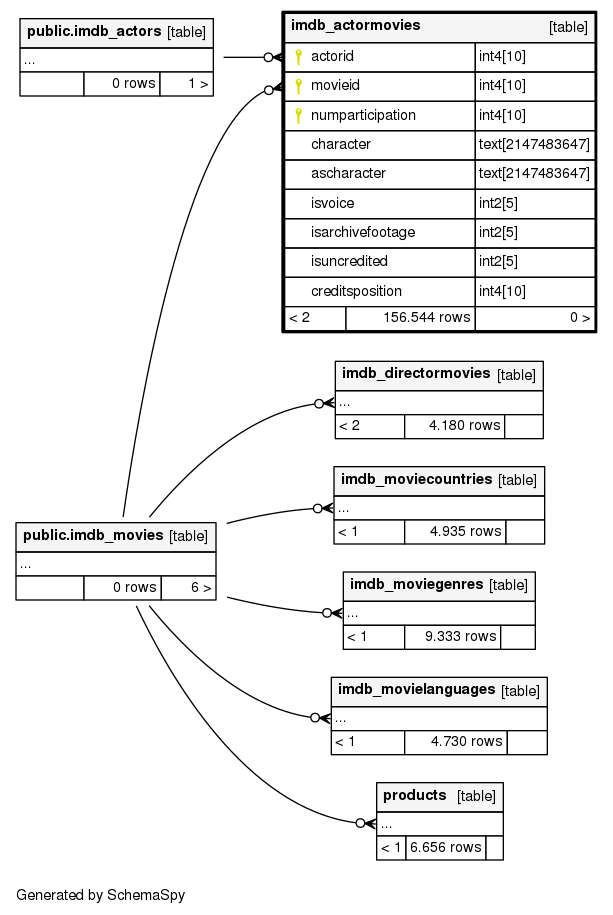 public.imdb_actors [table]
...
0 rows 1 >
imdb_actormovies [table]
actorid int4[10]
movieid int4[10]
numparticipation int4[10]
character text[2147483647]
ascharacter text[2147483647]
isvoice int2[5]
isarchivefootage int2[5]
isuncredited int2[5]
creditsposition int4[10]
< 2 156.544 rows 0 >
imdb_directormovies [table]
...
< 2 4.180 rows
imdb_moviecountries [table]
...
< 1 4.935 rows
public.imdb_movies [table]
...
0 rows 6 >
imdb_moviegenres [table]
...
< 1 9.333 rows
imdb_movielanguages [table]
...
< 1 4.730 rows
products [table]
...
< 1 6.656 rows
Generated by SchemaSpy